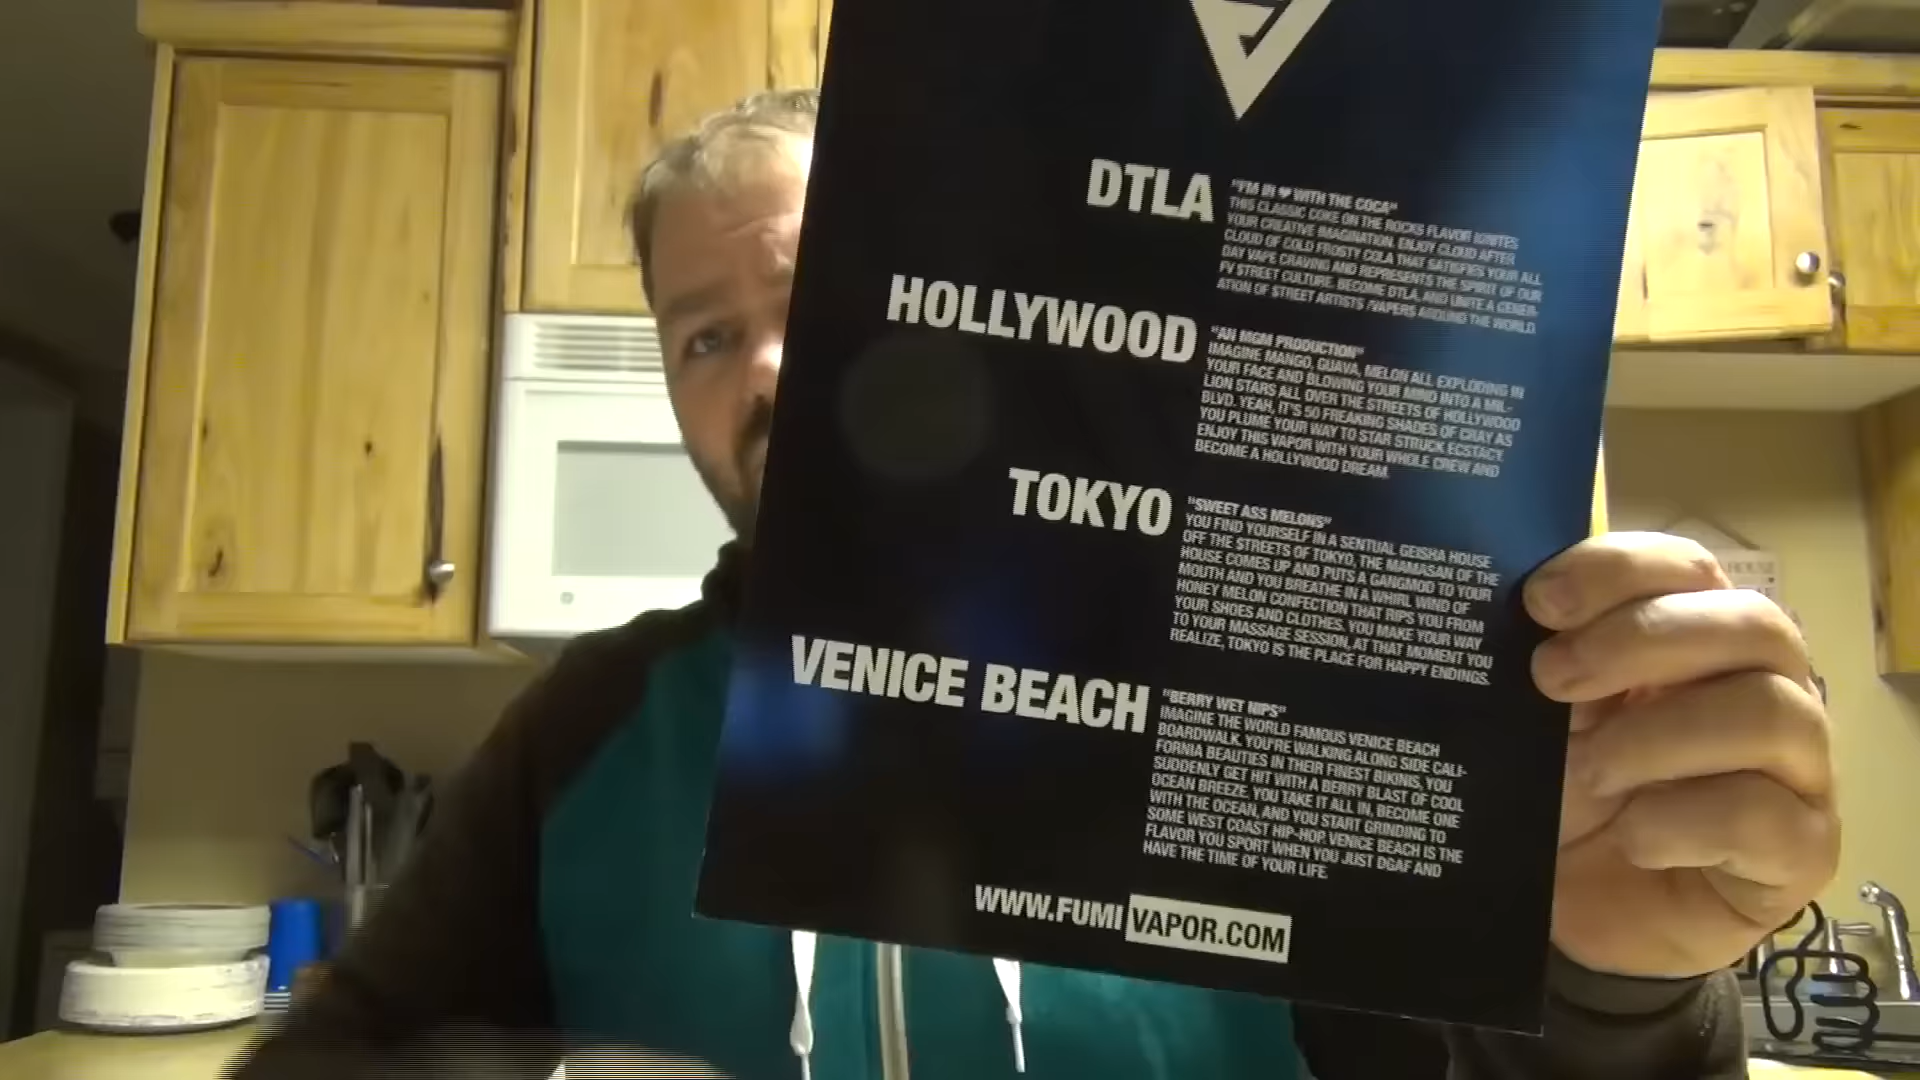 DTLA
"I'M IN ♥ WITH THE COCA"
THIS CLASSIC COKE ON THE ROCKS FLAVOR IGNITES
YOUR CREATIVE IMAGINATION. ENJOY CLOUD AFTER
CLOUD OF COLD FROSTY COLA THAT SATISFIES YOUR ALL
DAY VAPE CRAVING AND REPRESENTS THE SPIRIT OF OUR
FV STREET CULTURE. BECOME DTLA, AND UNITE A GENER-
ATION OF STREET ARTISTS /VAPERS AROUND THE WORLD.
HOLLYWOOD
"AN MGM PRODUCTION"
IMAGINE MANGO, GUAVA, MELON ALL EXPLODING IN
YOUR FACE AND BLOWING YOUR MIND INTO A MIL-
LION STARS ALL OVER THE STREETS OF HOLLYWOOD
BLVD. YEAH, IT'S 50 FREAKING SHADES OF GRAY AS
YOU PLUME YOUR WAY TO STAR STRUCK ECSTACY.
ENJOY THIS VAPOR WITH YOUR WHOLE CREW AND
BECOME A HOLLYWOOD DREAM.
TOKYO
"SWEET ASS MELONS"
YOU FIND YOURSELF IN A SENTUAL GEISHA HOUSE
OFF THE STREETS OF TOKYO, THE MAMASAN OF THE
HOUSE COMES UP AND PUTS A GANGMOD TO YOUR
MOUTH AND YOU BREATHE IN A WHIRL WIND OF
HONEY MELON CONFECTION THAT RIPS YOU FROM
YOUR SHOES AND CLOTHES. YOU MAKE YOUR WAY
TO YOUR MASSAGE SESSION, AT THAT MOMENT YOU
REALIZE, TOKYO IS THE PLACE FOR HAPPY ENDINGS.
VENICE BEACH
"BERRY WET NIPS"
IMAGINE THE WORLD FAMOUS VENICE BEACH
BOARDWALK. YOU'RE WALKING ALONG SIDE CALI-
FORNIA BEAUTIES IN THEIR FINEST BIKINIS, YOU
SUDDENLY GET HIT WITH A BERRY BLAST OF COOL
OCEAN BREEZE, YOU TAKE IT ALL IN, BECOME ONE
WITH THE OCEAN, AND YOU START GRINDING TO
SOME WEST COAST HIP-HOP. VENICE BEACH IS THE
FLAVOR YOU SPORT WHEN YOU JUST DGAF AND
HAVE THE TIME OF YOUR LIFE.
WWW.FUMIVAPOR.COM